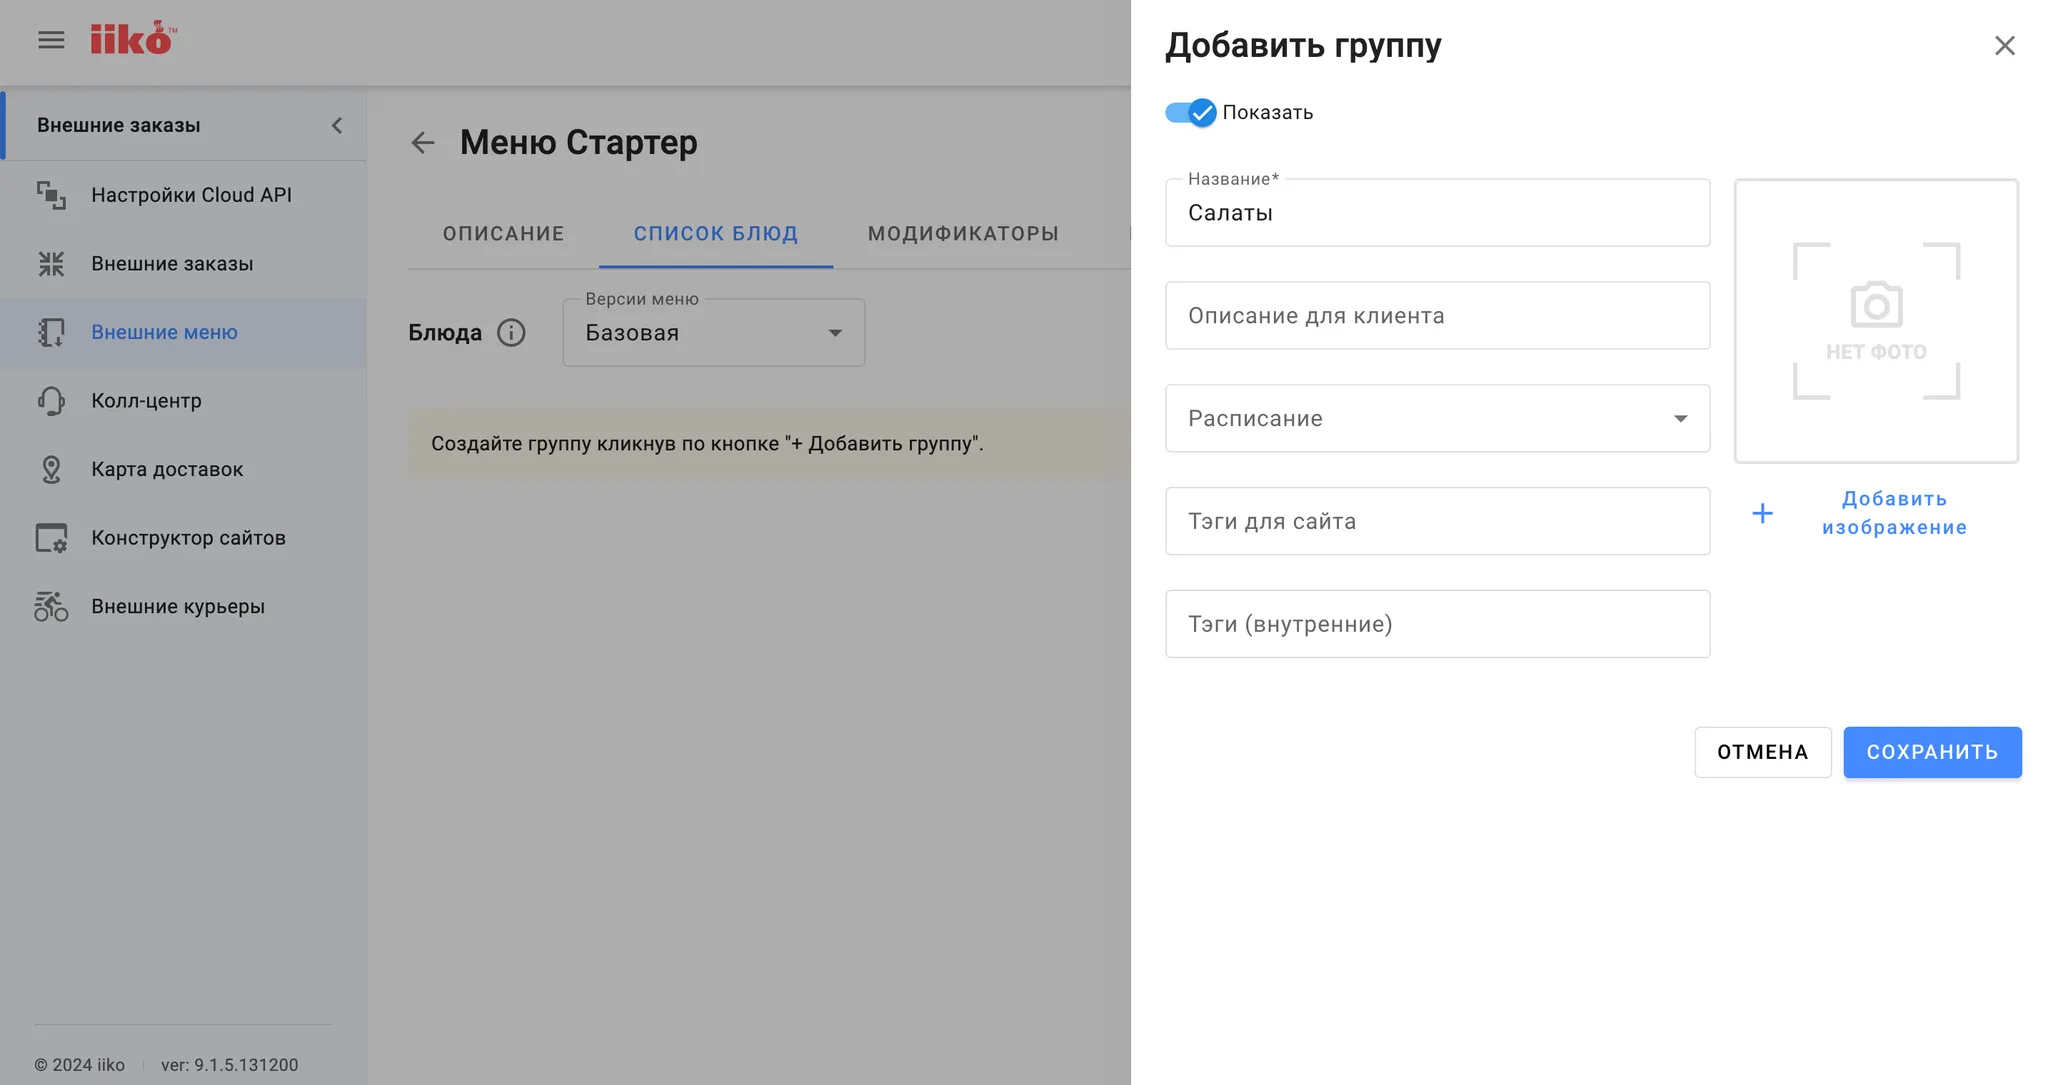 iiko™
Внешние заказы
Настройки Cloud API
Внешние заказы
Внешние меню
Колл-центр
Карта доставок
Конструктор сайтов
Внешние курьеры
© 2024 iiko
ver: 9.1.5.131200
Меню Стартер
ОПИСАНИЕ
СПИСОК БЛЮД
МОДИФИКАТОРЫ
Блюда
Версии меню
Базовая
Создайте группу кликнув по кнопке "+ Добавить группу".
Добавить группу
Показать
Название*
Салаты
Описание для клиента
Расписание
Тэги для сайта
Тэги (внутренние)
НЕТ ФОТО
+ Добавить
изображение
ОТМЕНА
СОХРАНИТЬ